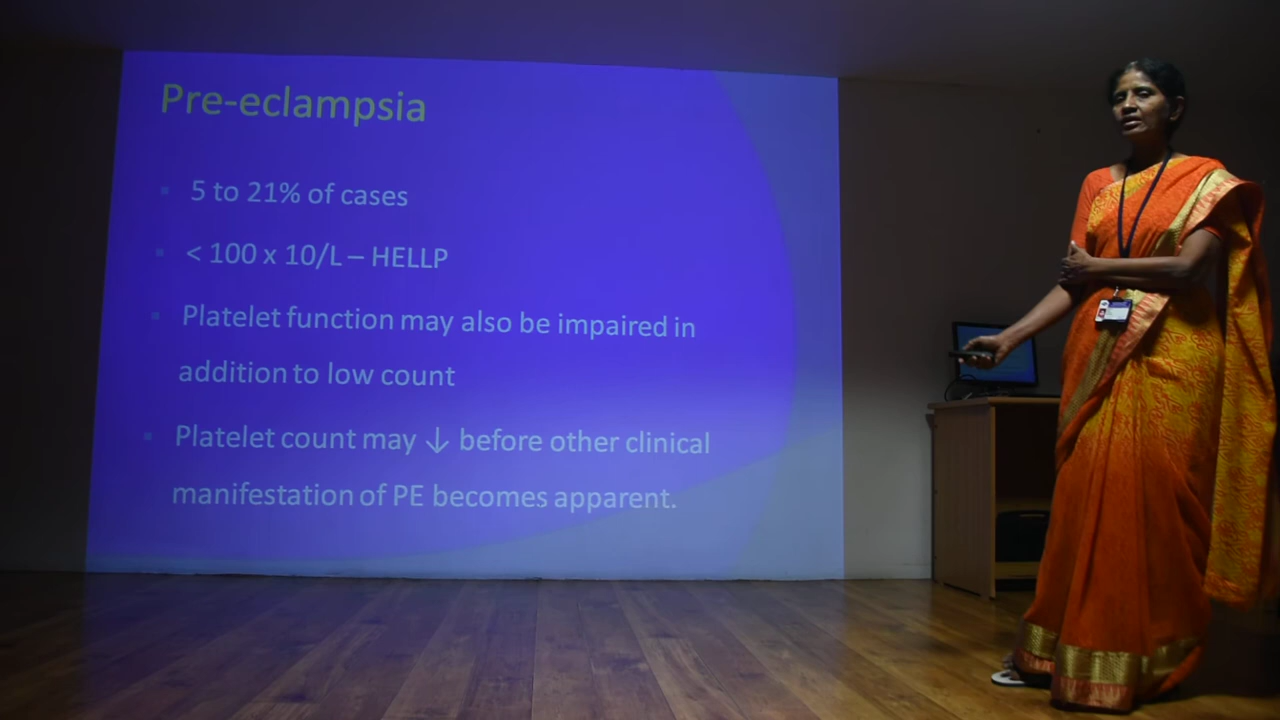 Pre-eclampsia
5 to 21% of cases
< 100 x 10/L – HELLP
Platelet function may also be impaired in
addition to low count
Platelet count may ↓ before other clinical
manifestation of PE becomes apparent.